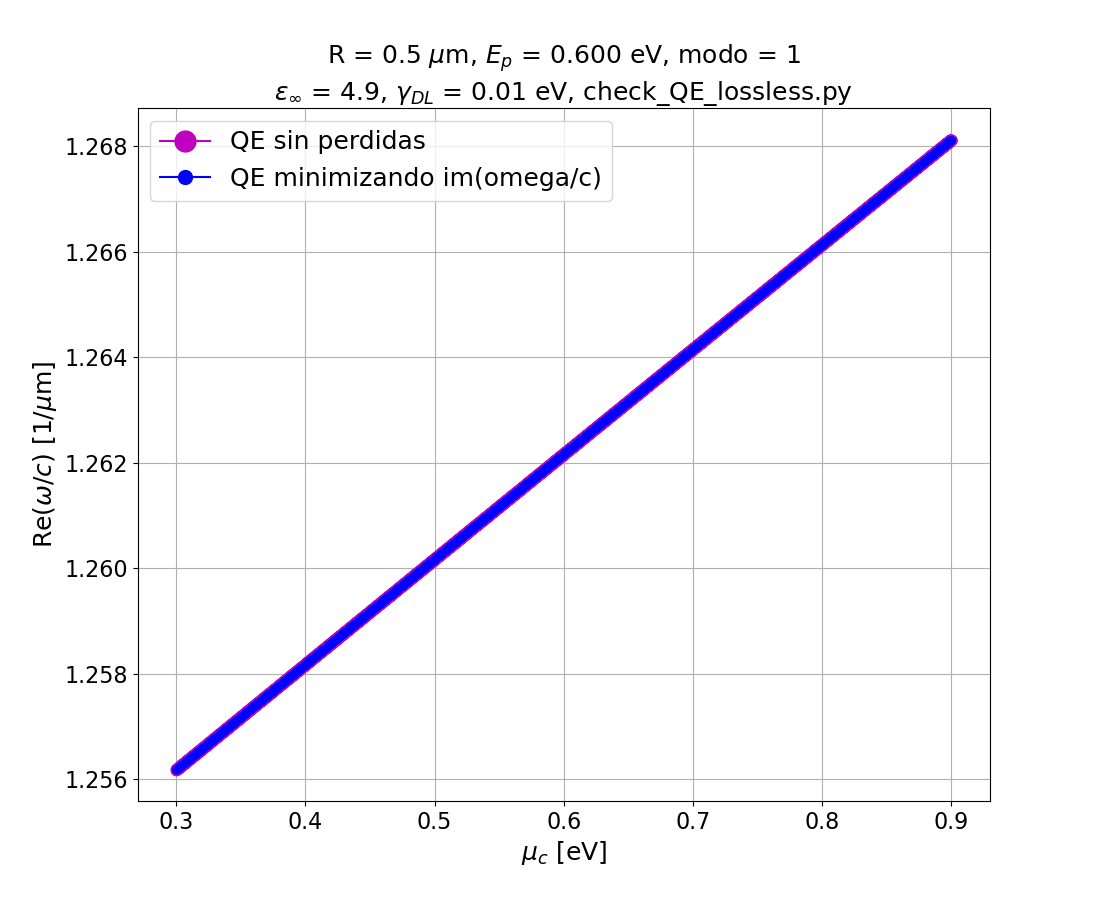 R = 0.5 μm, E_p = 0.600 eV, modo = 1
ε_∞ = 4.9, γ_DL = 0.01 eV, check_QE_lossless.py
QE sin perdidas
QE minimizando im(omega/c)
Re(ω/c) [1/μm]
1.268
1.266
1.264
1.262
1.260
1.258
1.256
0.3 0.4 0.5 0.6 0.7 0.8 0.9
μ_c [eV]